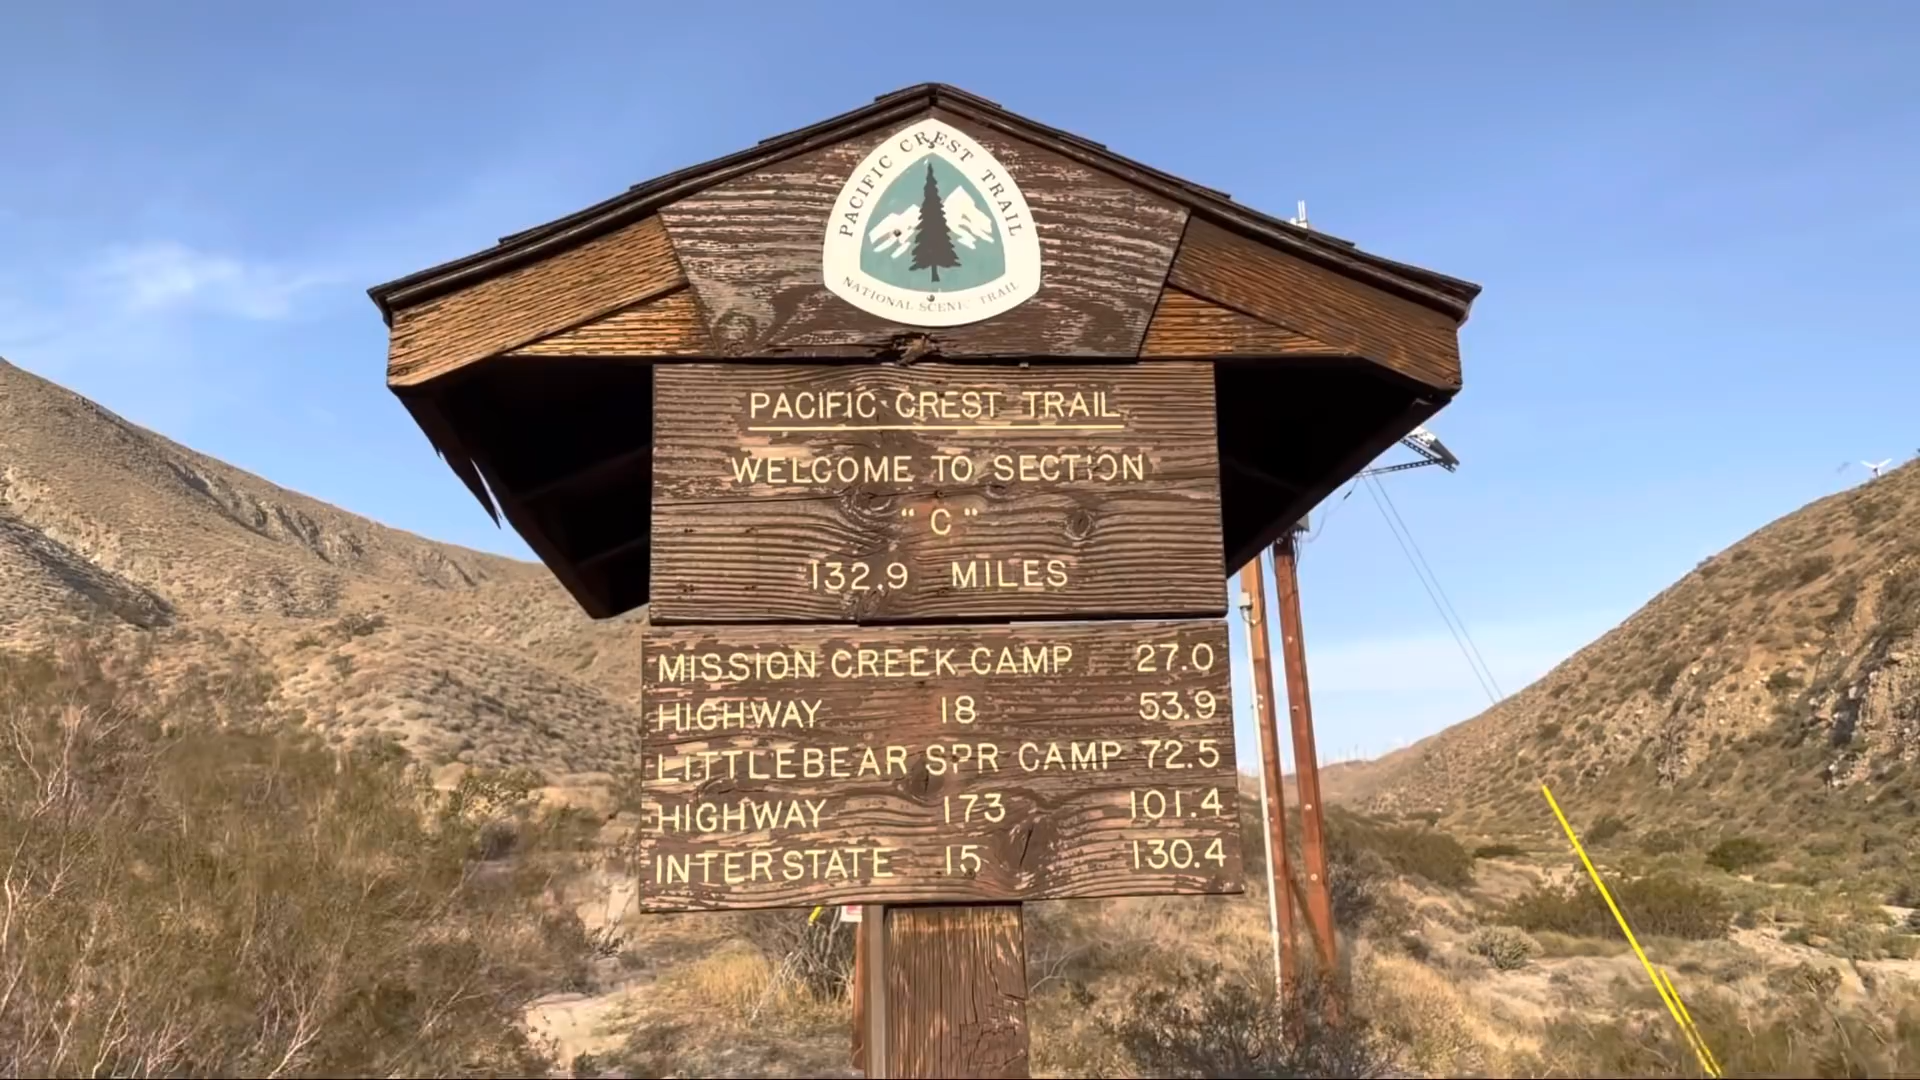 PACIFIC CREST TRAIL
NATIONAL SCENIC TRAIL
PACIFIC CREST TRAIL
WELCOME TO SECTION
"C"
132.9 MILES
MISSION CREEK CAMP 27.0
HIGHWAY 18 53.9
LITTLEBEAR SPR CAMP 72.5
HIGHWAY 173 101.4
INTERSTATE 15 130.4